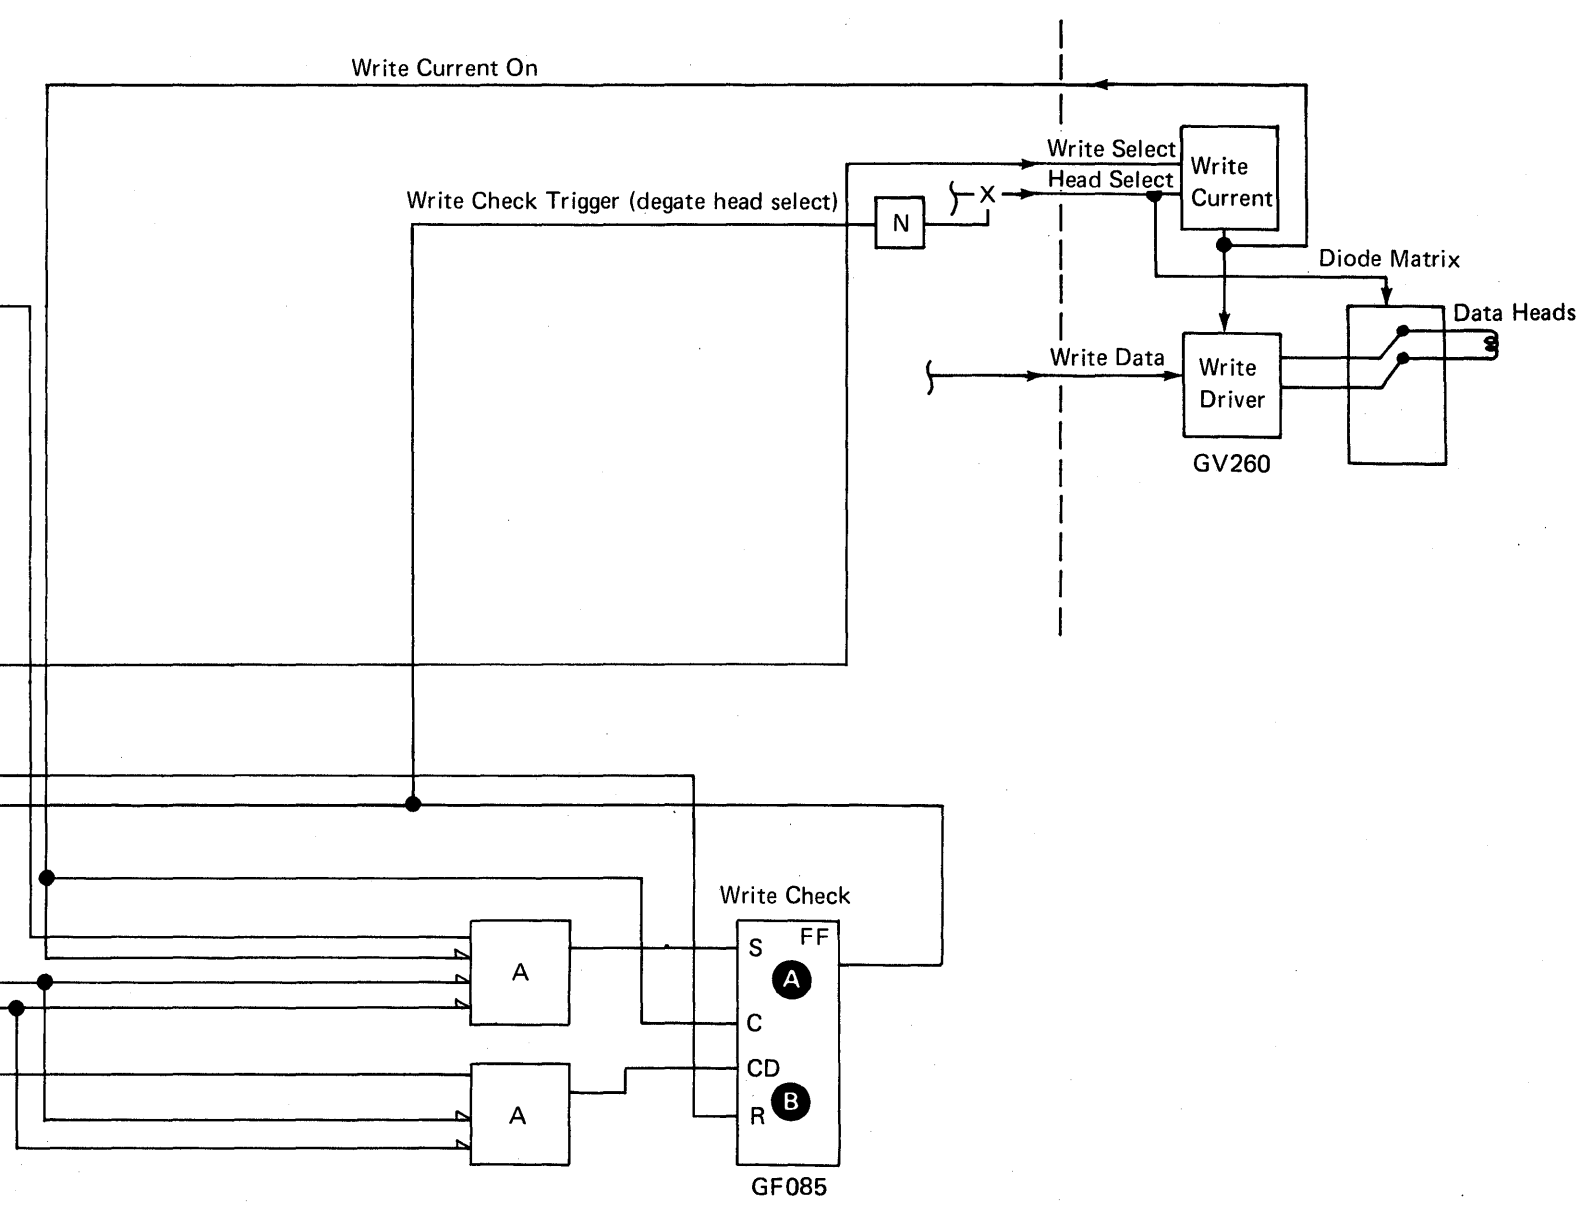 Write Current On
Write Select
Head Select
Write
Current
Write Check Trigger (degate head select)
X
N
Diode Matrix
Data Heads
Write Data
Write
Driver
GV260
Write Check
FF
S
A
A
C
CD
B
A
R
GF085